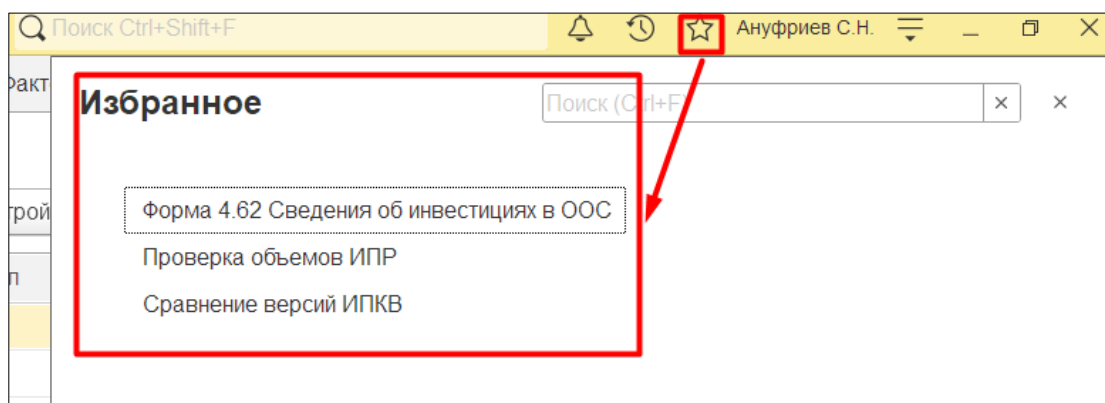 Поиск Ctrl+Shift+F
Ануфриев С.Н.
Факт
Избранное
Поиск (Ctrl+F)
трой
Форма 4.62 Сведения об инвестициях в ООС
Проверка объемов ИПР
Сравнение версий ИПКВ